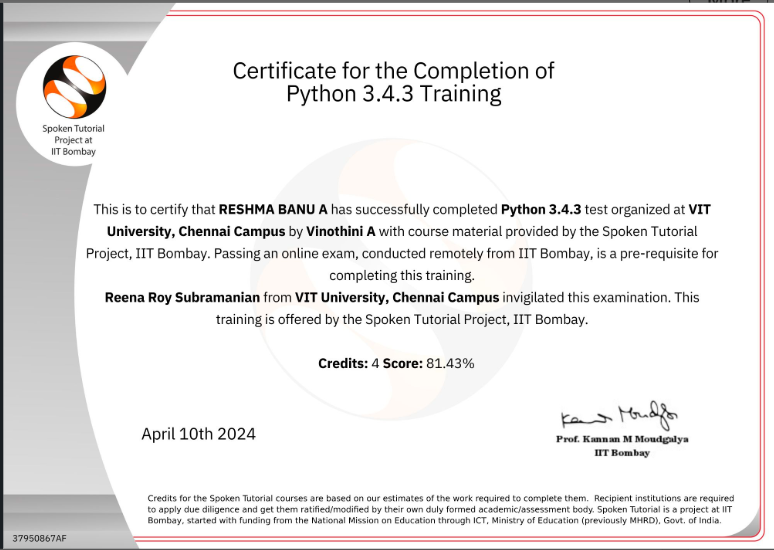 Certificate for the Completion of
Python 3.4.3 Training
Spoken Tutorial
Project at
IIT Bombay
This is to certify that RESHMA BANU A has successfully completed Python 3.4.3 test organized at VIT
University, Chennai Campus by Vinothini A with course material provided by the Spoken Tutorial
Project, IIT Bombay. Passing an online exam, conducted remotely from IIT Bombay, is a pre-requisite for
completing this training.
Reena Roy Subramanian from VIT University, Chennai Campus invigilated this examination. This
training is offered by the Spoken Tutorial Project, IIT Bombay.
Credits: 4 Score: 81.43%
April 10th 2024
Prof. Kannan M Moudgalya
IIT Bombay
Credits for the Spoken Tutorial courses are based on our estimates of the work required to complete them. Recipient institutions are required
to apply due diligence and get them ratified/modified by their own duly formed academic/assessment body. Spoken Tutorial is a project at IIT
Bombay, started with funding from the National Mission on Education through ICT, Ministry of Education (previously MHRD), Govt. of India.
37950867AF